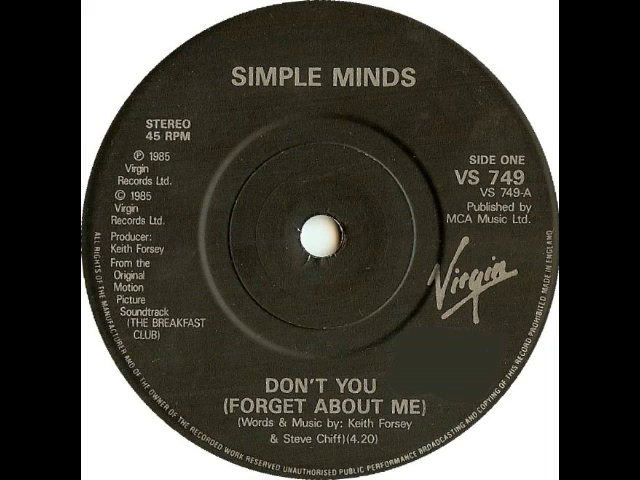 SIMPLE MINDS
STEREO
45 RPM
℗ 1985
Virgin
Records Ltd.
© 1985
Virgin
Records Ltd.
Producer:
Keith Forsey
From the
Original
Motion
Picture
Soundtrack
(THE BREAKFAST
CLUB)
SIDE ONE
VS 749
VS 749-A
Published by
MCA Music Ltd.
Virgin
DON'T YOU
(FORGET ABOUT ME)
(Words & Music by: Keith Forsey
& Steve Chiff)(4.20)
ALL RIGHTS OF THE MANUFACTURER AND OF THE OWNER OF THE RECORDED WORK RESERVED UNAUTHORISED PUBLIC PERFORMANCE BROADCASTING AND COPYING OF THIS RECORD PROHIBITED MADE IN ENGLAND